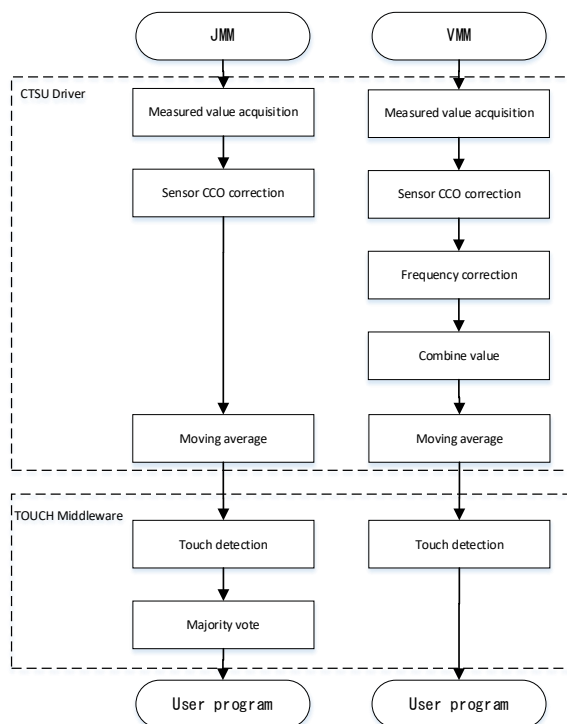 JMM
VMM
CTSU Driver
Measured value acquisition
Measured value acquisition
Sensor CCO correction
Sensor CCO correction
Frequency correction
Combine value
Moving average
Moving average
TOUCH Middleware
Touch detection
Touch detection
Majority vote
User program
User program